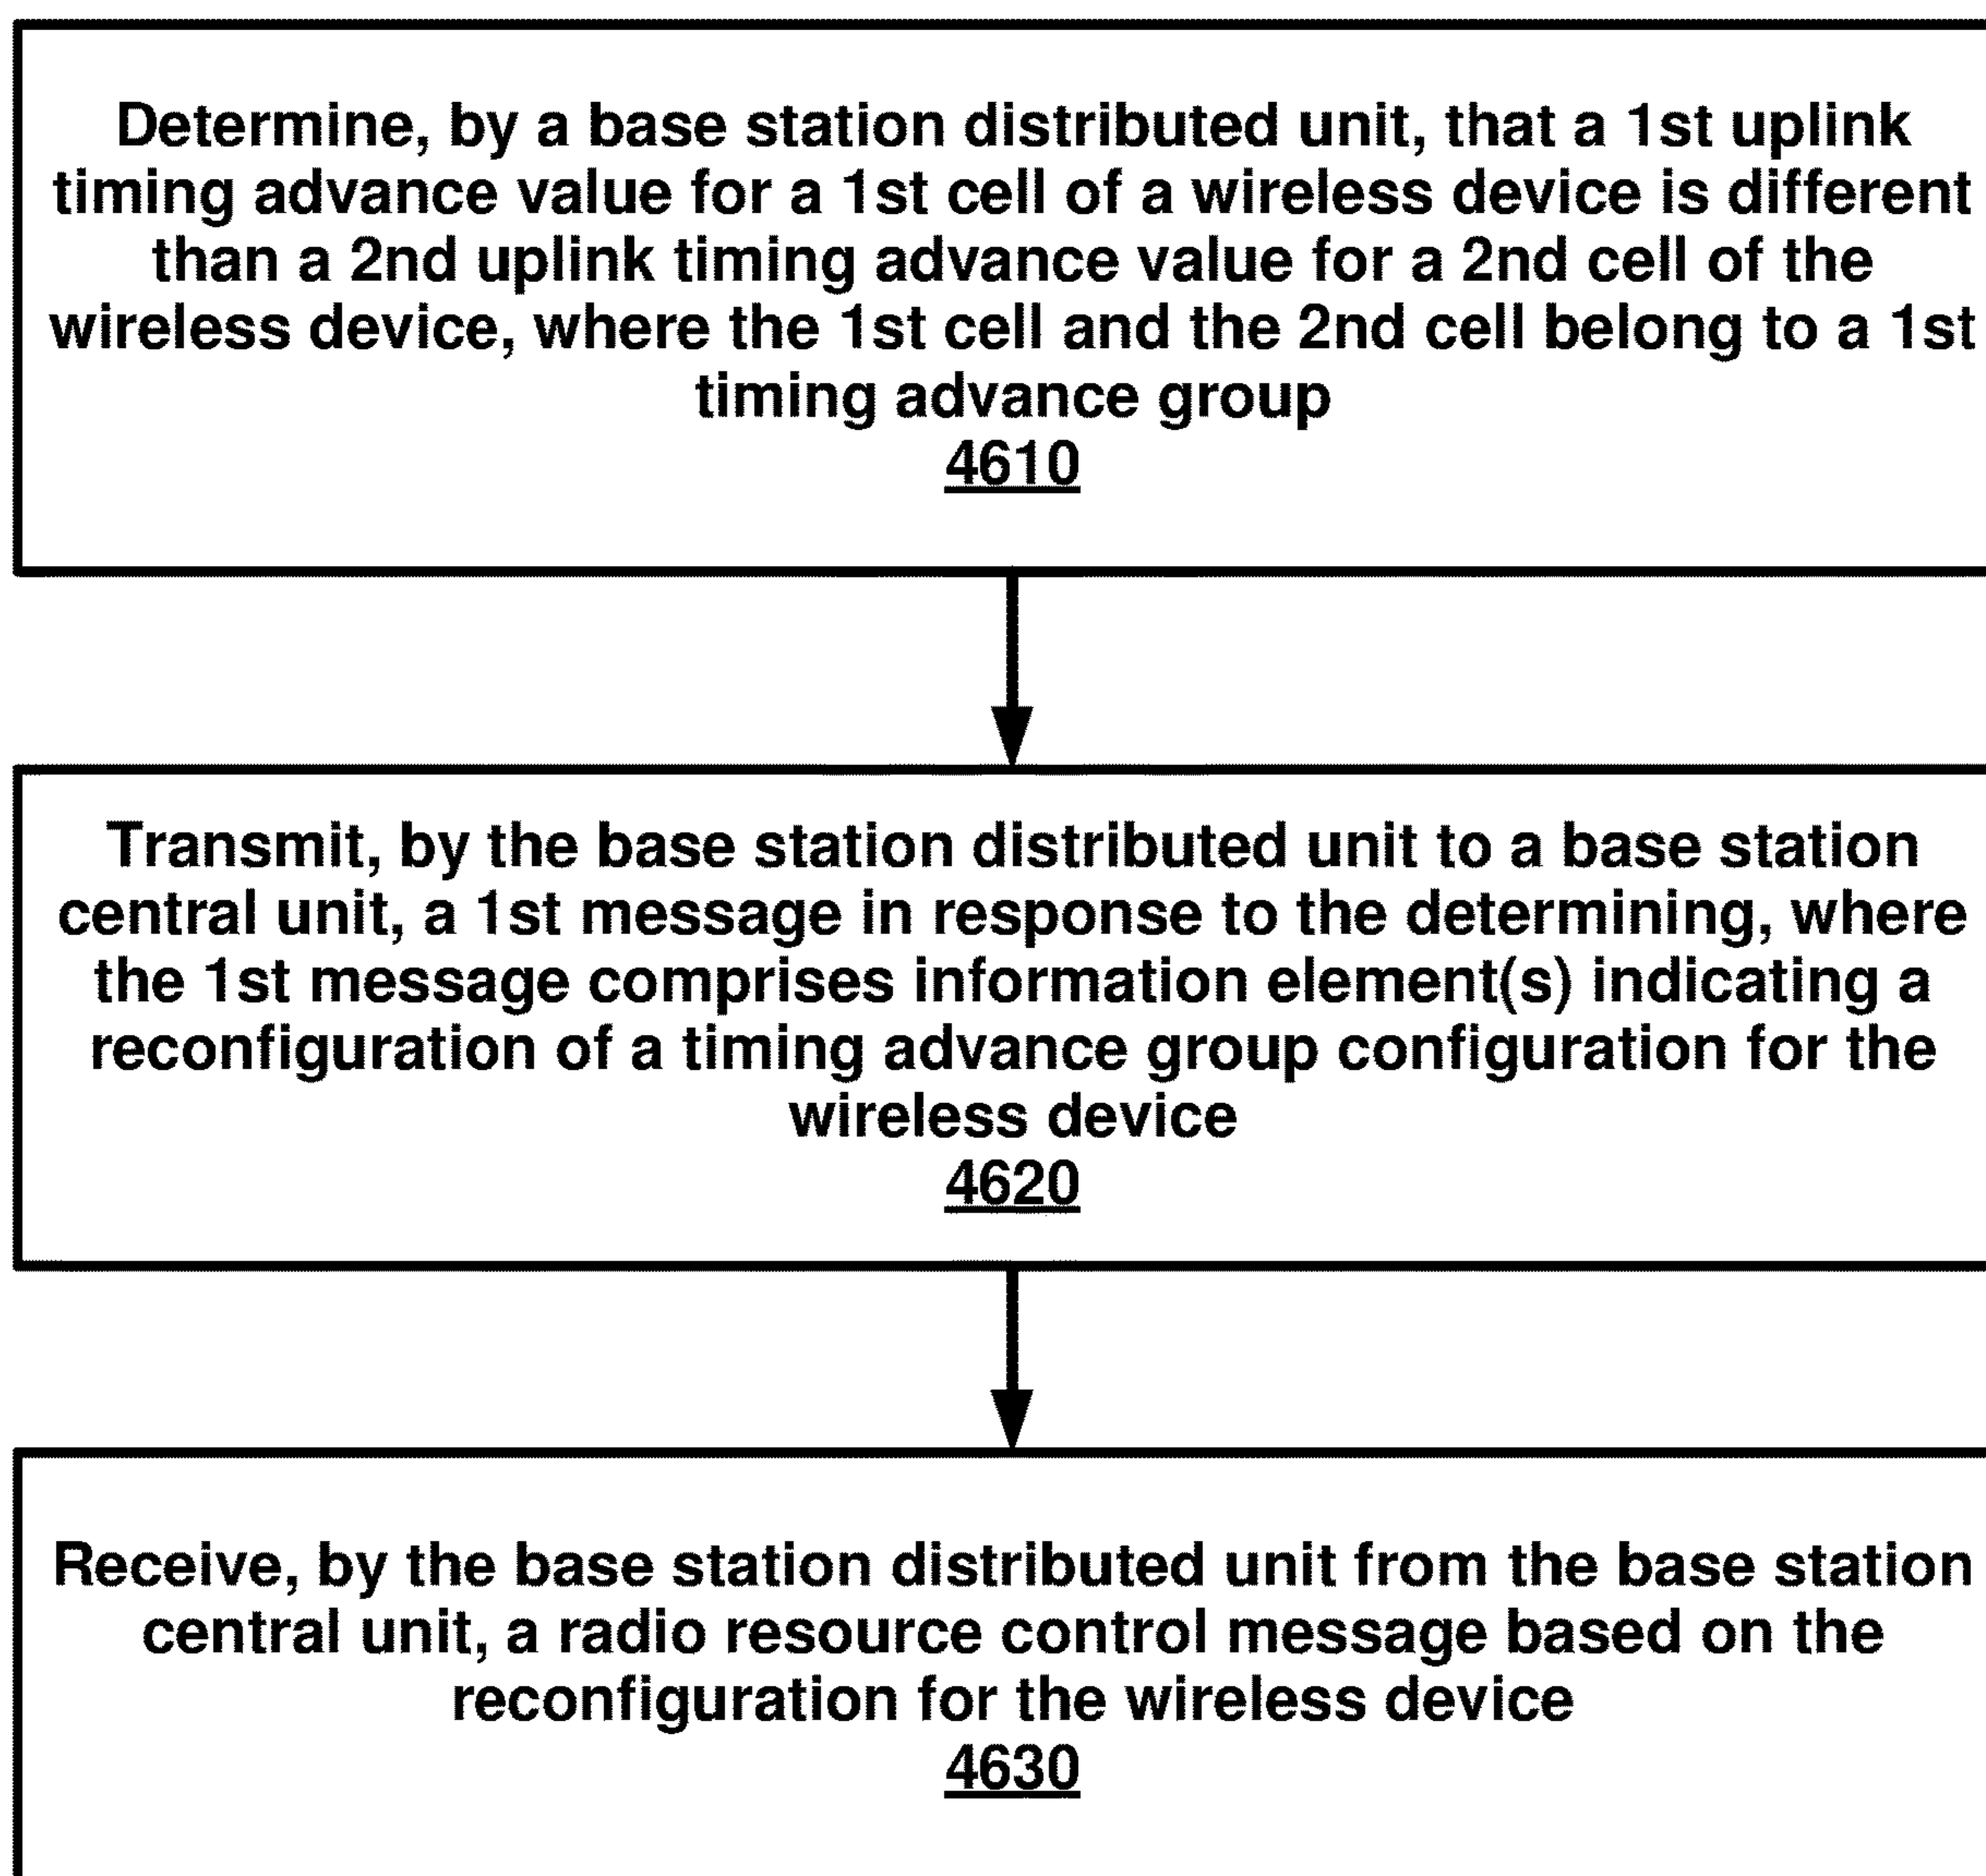 Determine, by a base station distributed unit, that a 1st uplink
timing advance value for a 1st cell of a wireless device is different
than a 2nd uplink timing advance value for a 2nd cell of the
wireless device, where the 1st cell and the 2nd cell belong to a 1st
timing advance group
4610
Transmit, by the base station distributed unit to a base station
central unit, a 1st message in response to the determining, where
the 1st message comprises information element(s) indicating a
reconfiguration of a timing advance group configuration for the
wireless device
4620
Receive, by the base station distributed unit from the base station
central unit, a radio resource control message based on the
reconfiguration for the wireless device
4630